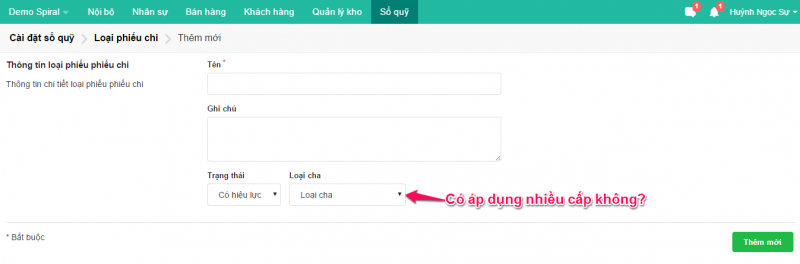 Demo Spiral Nội bộ Nhân sự Bán hàng Khách hàng Quản lý kho Sổ quỹ 1 1 Huỳnh Ngọc Sự
Cài đặt sổ quỹ Loại phiếu chi Thêm mới
Thông tin loại phiếu phiếu chi
Thông tin chi tiết loại phiếu phiếu chi
Tên *
Ghi chú
Trạng thái Loại cha
Có hiệu lực Loại cha Có áp dụng nhiều cấp không?
* Bắt buộc Thêm mới